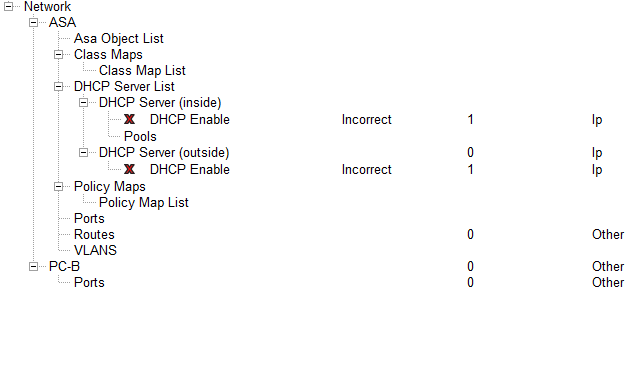 Network
ASA
Asa Object List
Class Maps
Class Map List
DHCP Server List
DHCP Server (inside)
DHCP Enable Incorrect 1 Ip
Pools
DHCP Server (outside) 0 Ip
DHCP Enable Incorrect 1 Ip
Policy Maps
Policy Map List
Ports
Routes 0 Other
VLANS
PC-B 0 Other
Ports 0 Other